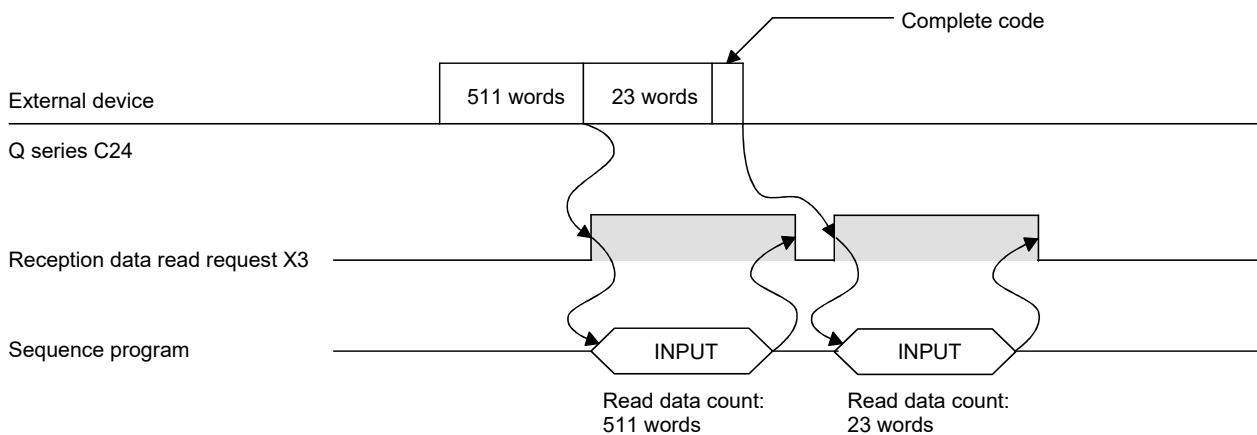 Complete code
External device
511 words
23 words
Q series C24
Reception data read request X3
Sequence program
INPUT
INPUT
Read data count:
511 words
Read data count:
23 words